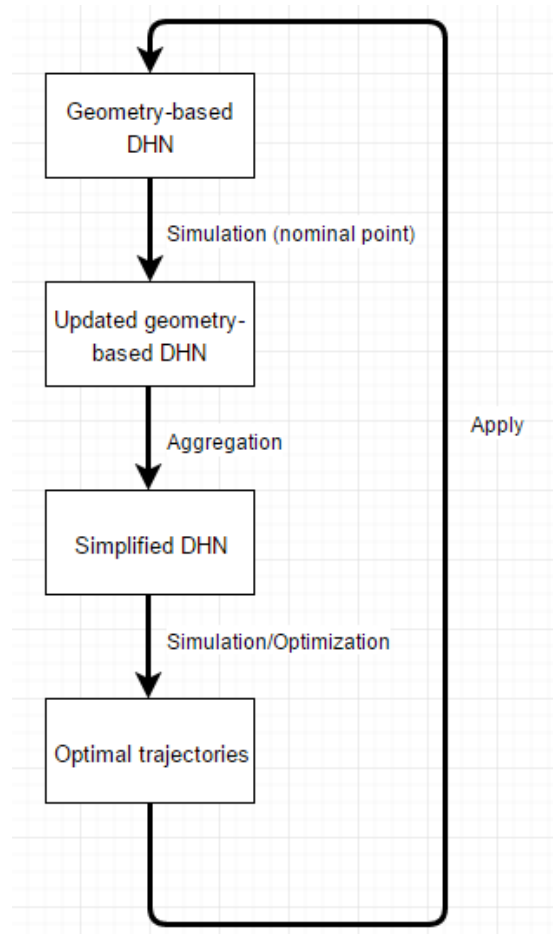 Geometry-based
DHN
Simulation (nominal point)
Updated geometry-
based DHN
Aggregation
Apply
Simplified DHN
Simulation/Optimization
Optimal trajectories